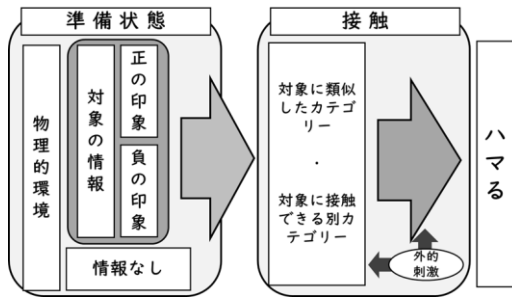 準備状態
物理的環境
対象の情報
正の印象
負の印象
情報なし
接触
対象に類似
したカテゴ
リー
・
対象に接触
できる別カ
テゴリー
外的
刺激
ハマる